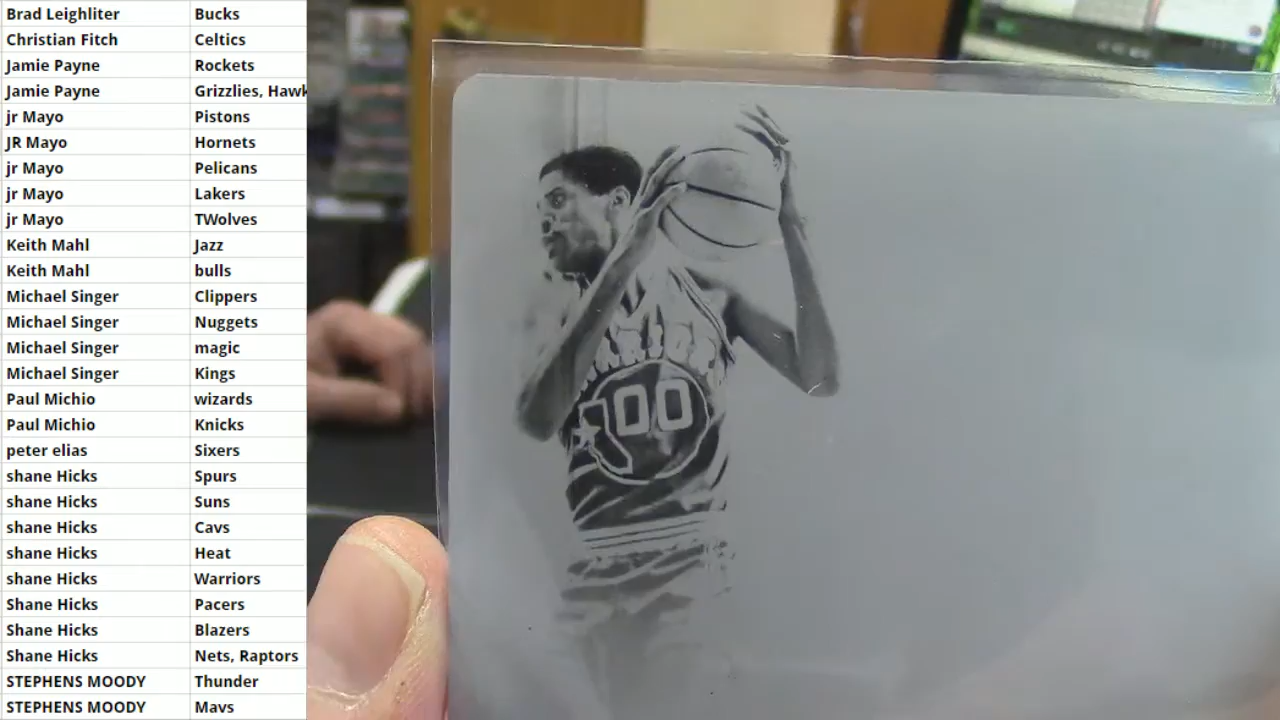 Brad Leighliter Bucks
Christian Fitch Celtics
Jamie Payne Rockets
Jamie Payne Grizzlies, Hawk
jr Mayo Pistons
JR Mayo Hornets
jr Mayo Pelicans
jr Mayo Lakers
jr Mayo TWolves
Keith Mahl Jazz
Keith Mahl bulls
Michael Singer Clippers
Michael Singer Nuggets
Michael Singer magic
Michael Singer Kings
Paul Michio wizards
Paul Michio Knicks
peter elias Sixers
shane Hicks Spurs
shane Hicks Suns
shane Hicks Cavs
shane Hicks Heat
shane Hicks Warriors
Shane Hicks Pacers
Shane Hicks Blazers
Shane Hicks Nets, Raptors
STEPHENS MOODY Thunder
STEPHENS MOODY Mavs
WARRIORS
00